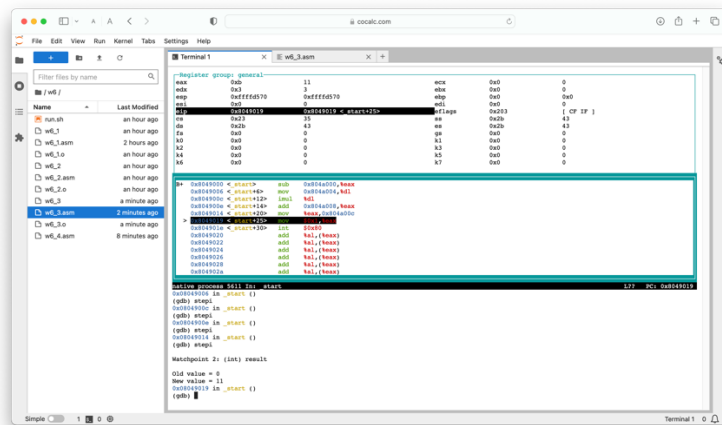 cocalc.com
File Edit View Run Kernel Tabs Settings Help
Terminal 1 w6_3.asm
Filter files by name
/ w6 /
Name Last Modified
run.sh an hour ago
w6_1 an hour ago
w6_1.asm 2 hours ago
w6_1.o an hour ago
w6_2 an hour ago
w6_2.asm an hour ago
w6_2.o an hour ago
w6_3 a minute ago
w6_3.asm 2 minutes ago
w6_3.o a minute ago
w6_4.asm 8 minutes ago
Register group: general
eax 0xb 11 ecx 0x0 0
edx 0x3 3 ebx 0x0 0
esp 0xffffd570 0xffffd570 ebp 0x0 0x0
esi 0x0 0 edi 0x0 0
eip 0x8049019 0x8049019 <_start+25> eflags 0x203 [ CF IF ]
cs 0x23 35 ss 0x2b 43
ds 0x2b 43 es 0x2b 43
fs 0x0 0 gs 0x0 0
k0 0x0 0 k1 0x0 0
k2 0x0 0 k3 0x0 0
k4 0x0 0 k5 0x0 0
k6 0x0 0 k7 0x0 0
B+ 0x8049000 <_start> sub 0x804a000,%eax
0x8049006 <_start+6> mov 0x804a004,%dl
0x804900c <_start+12> imul %dl
0x804900e <_start+14> add 0x804a008,%eax
0x8049014 <_start+20> mov %eax,0x804a00c
> 0x8049019 <_start+25> mov
0x804901e <_start+30> int $0x80
0x8049020 add %al,(%eax)
0x8049022 add %al,(%eax)
0x8049024 add %al,(%eax)
0x8049026 add %al,(%eax)
0x8049028 add %al,(%eax)
0x804902a add %al,(%eax)
native process 5611 In: _start L?? PC: 0x8049019
0x08049006 in _start ()
(gdb) stepi
0x0804900c in _start ()
(gdb) stepi
0x0804900e in _start ()
(gdb) stepi
0x08049014 in _start ()
(gdb) stepi
Watchpoint 2: (int) result
Old value = 0
New value = 11
0x08049019 in _start ()
(gdb)
Simple 1 0 Terminal 1 0